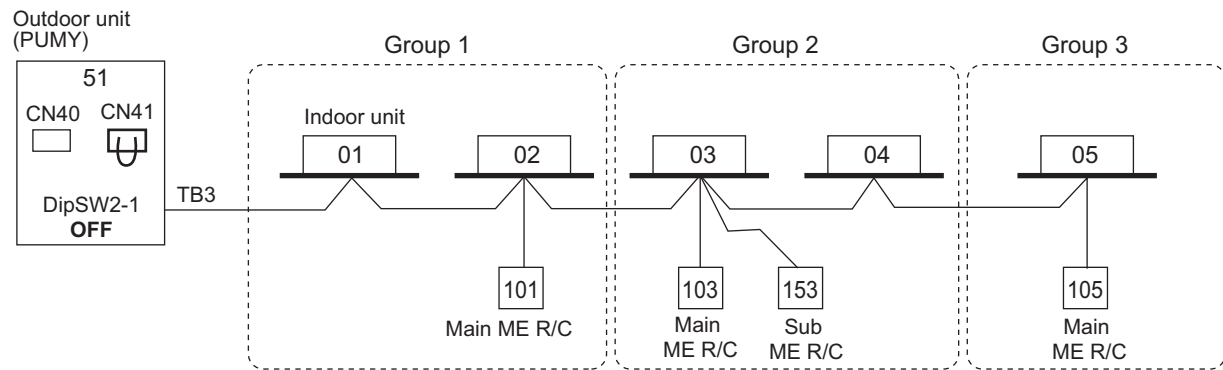 Outdoor unit
(PUMY)
51
CN40 CN41
DipSW2-1
OFF
TB3
Group 1
Indoor unit
01
02
101
Main ME R/C
Group 2
03
04
103
Main
ME R/C
153
Sub
ME R/C
Group 3
05
105
Main
ME R/C